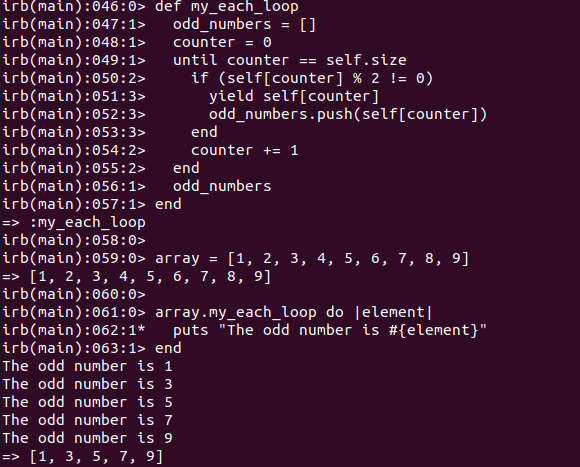 irb(main):046:0> def my_each_loop
irb(main):047:1>   odd_numbers = []
irb(main):048:1>   counter = 0
irb(main):049:1>   until counter == self.size
irb(main):050:2>     if (self[counter] % 2 != 0)
irb(main):051:3>       yield self[counter]
irb(main):052:3>       odd_numbers.push(self[counter])
irb(main):053:3>     end
irb(main):054:2>     counter += 1
irb(main):055:2>   end
irb(main):056:1>   odd_numbers
irb(main):057:1> end
=> :my_each_loop
irb(main):058:0>
irb(main):059:0> array = [1, 2, 3, 4, 5, 6, 7, 8, 9]
=> [1, 2, 3, 4, 5, 6, 7, 8, 9]
irb(main):060:0>
irb(main):061:0> array.my_each_loop do |element|
irb(main):062:1*   puts "The odd number is #{element}"
irb(main):063:1> end
The odd number is 1
The odd number is 3
The odd number is 5
The odd number is 7
The odd number is 9
=> [1, 3, 5, 7, 9]